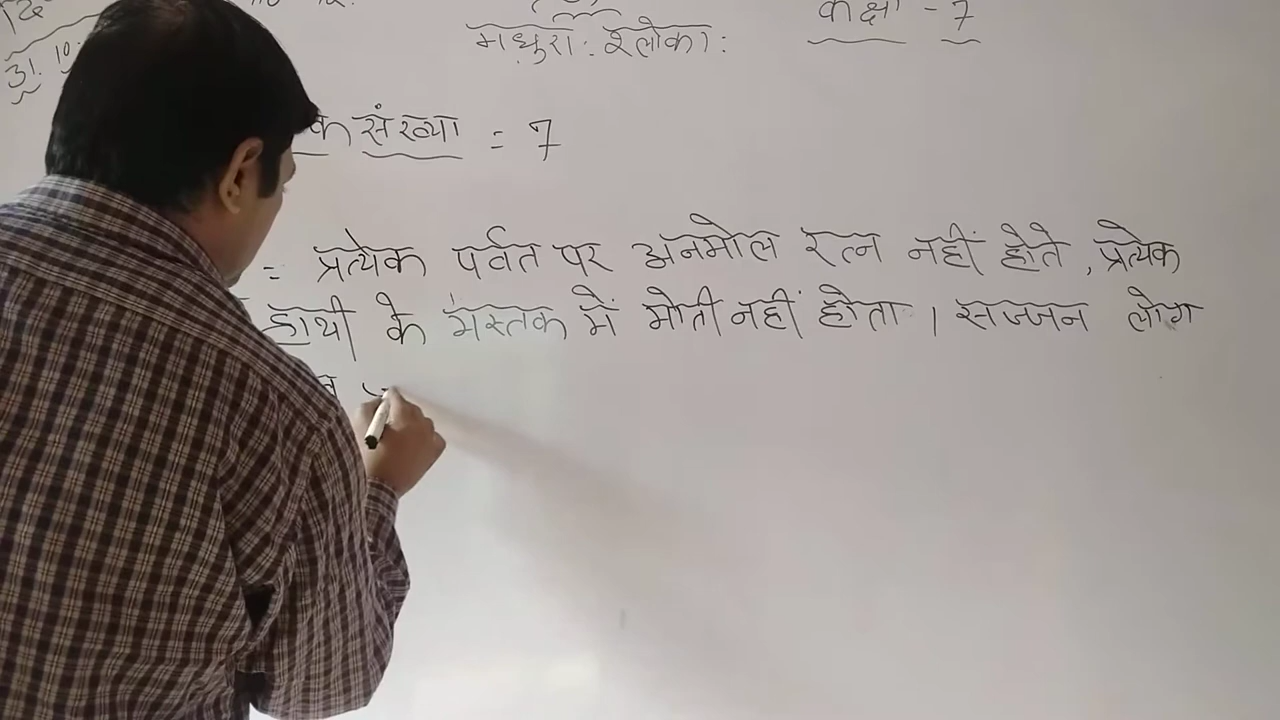 कक्षा - 7
मधुराः श्लोकाः
संख्या = 7
= प्रत्येक पर्वत पर अनमोल रत्न नहीं होते, प्रत्येक
हाथी के मस्तक में मोती नहीं होता । सज्जन लोग